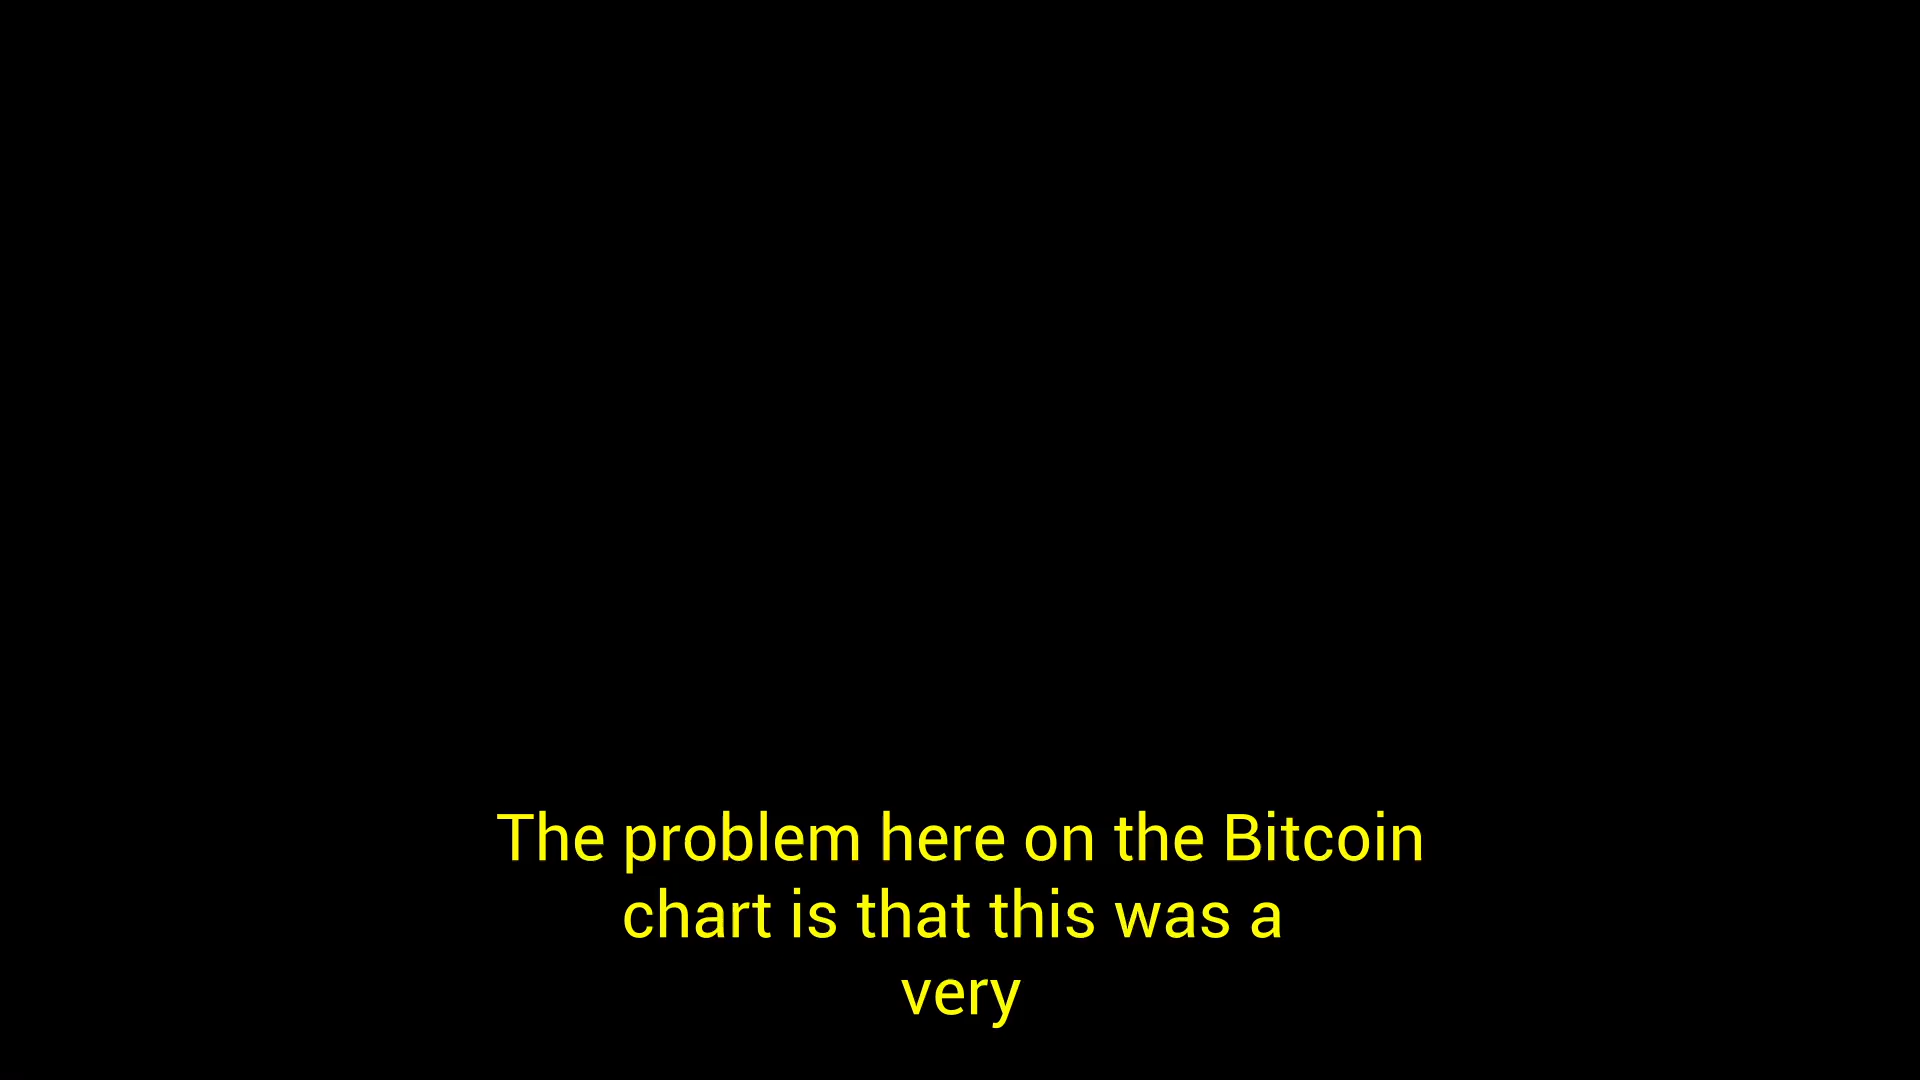 The problem here on the Bitcoin
chart is that this was a
very